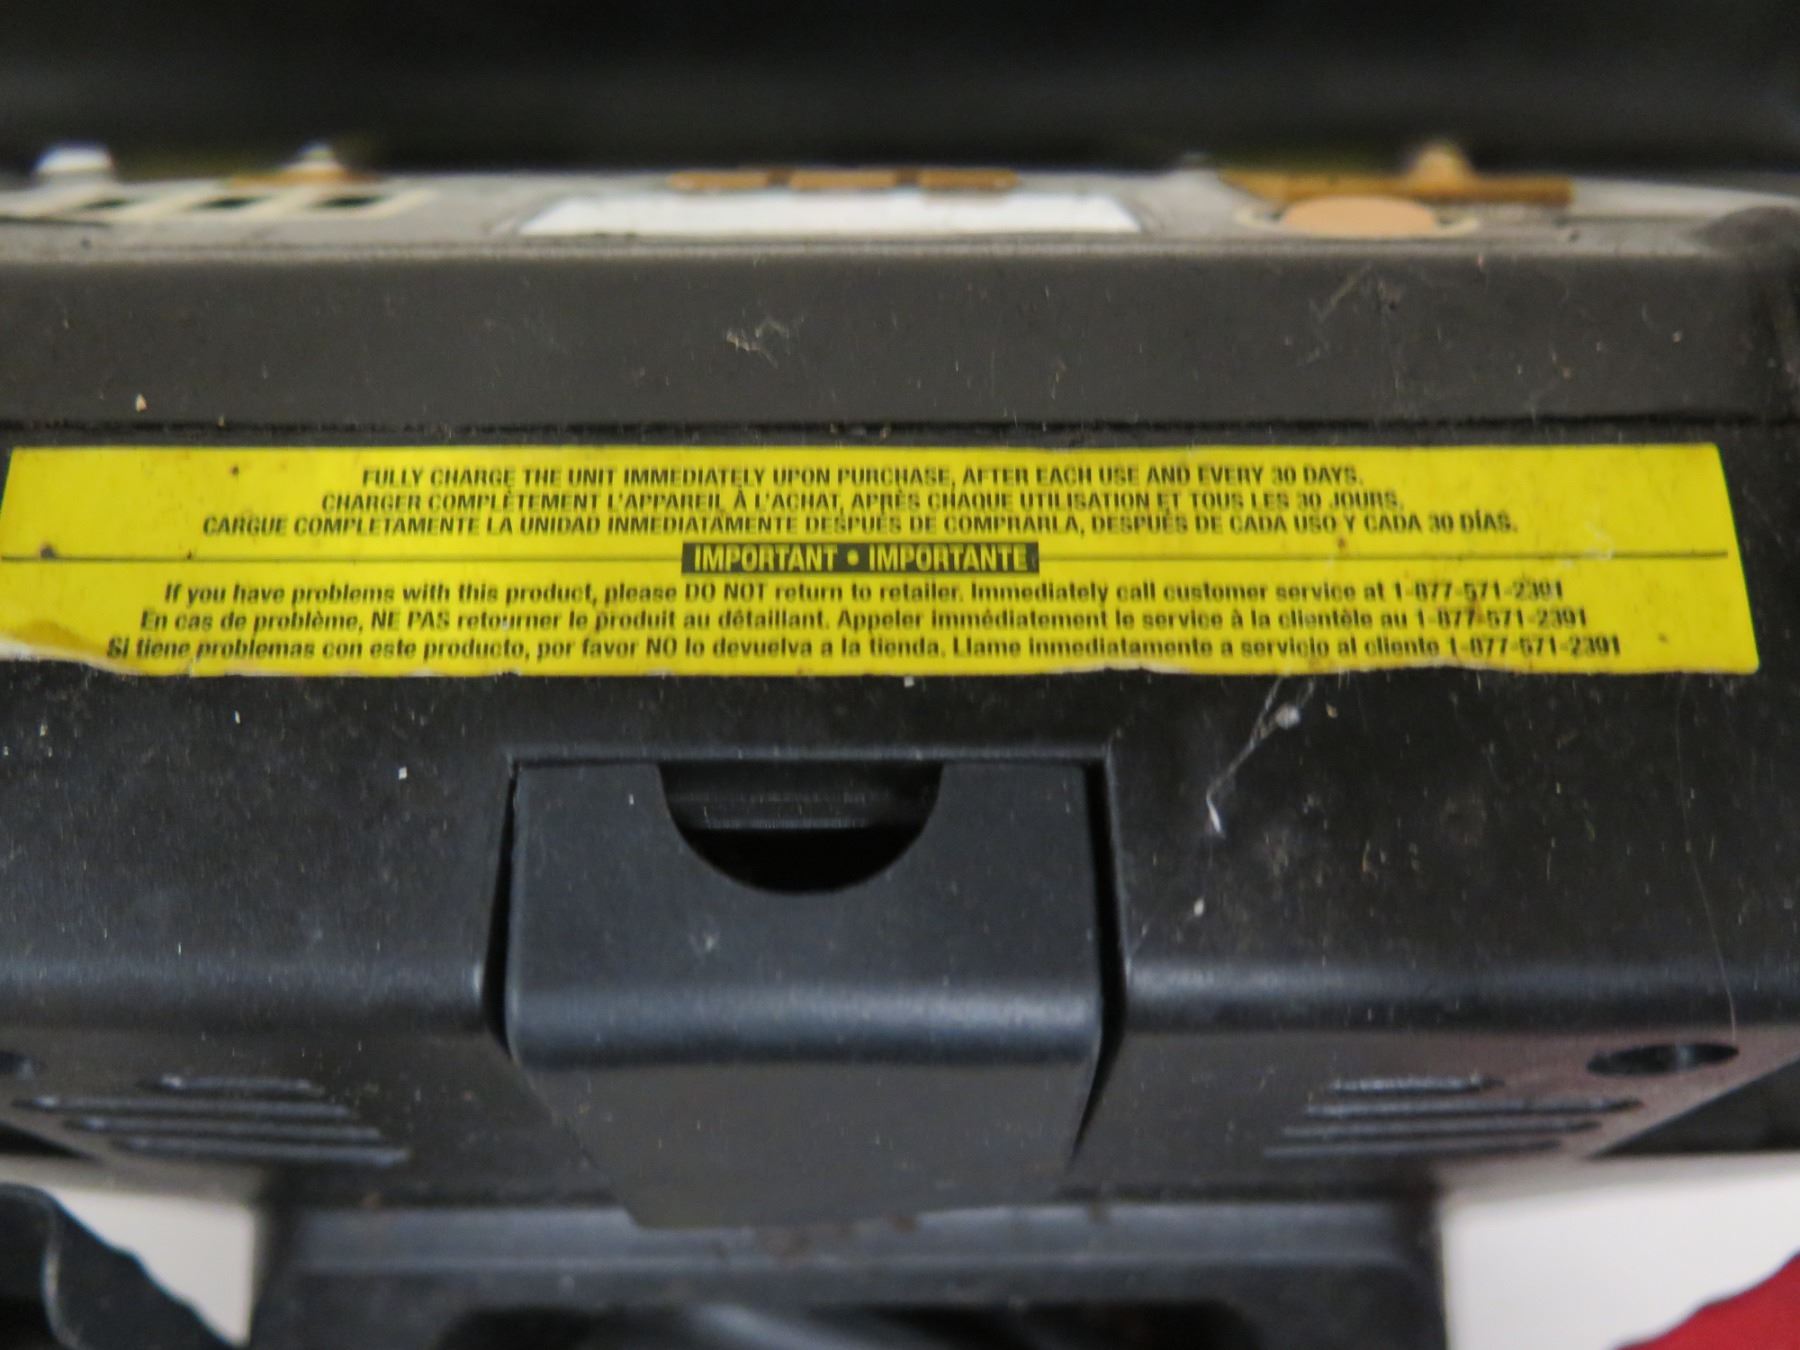 FULLY CHARGE THE UNIT IMMEDIATELY UPON PURCHASE, AFTER EACH USE AND EVERY 30 DAYS.
CHARGER COMPLÈTEMENT L'APPAREIL À L'ACHAT, APRÈS CHAQUE UTILISATION ET TOUS LES 30 JOURS.
CARGUE COMPLETAMENTE LA UNIDAD INMEDIATAMENTE DESPUÉS DE COMPRARLA, DESPUÉS DE CADA USO Y CADA 30 DÍAS.
IMPORTANT • IMPORTANTE
If you have problems with this product, please DO NOT return to retailer. Immediately call customer service at 1-877-571-2391
En cas de problème, NE PAS retourner le produit au détaillant. Appeler immédiatement le service à la clientèle au 1-877-571-2391
Si tiene problemas con este producto, por favor NO lo devuelva a la tienda. Llame inmediatamente a servicio al cliente 1-877-571-2391